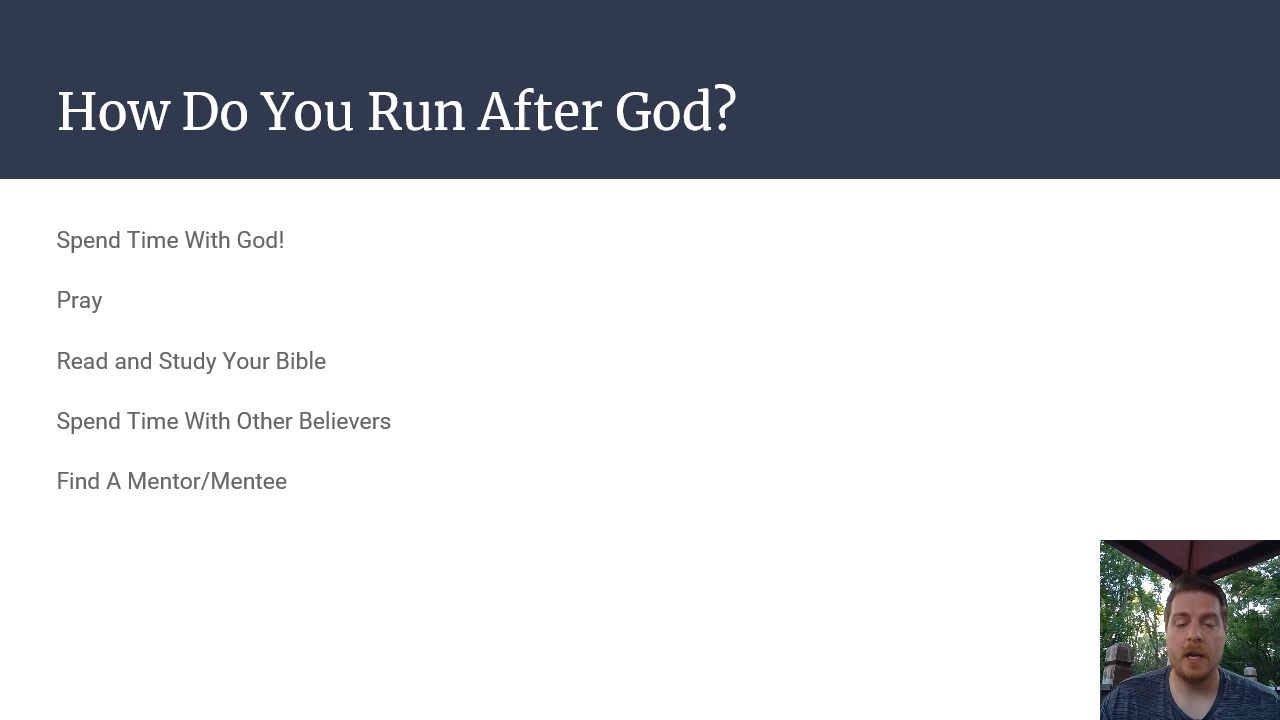 How Do You Run After God?
Spend Time With God!
Pray
Read and Study Your Bible
Spend Time With Other Believers
Find A Mentor/Mentee